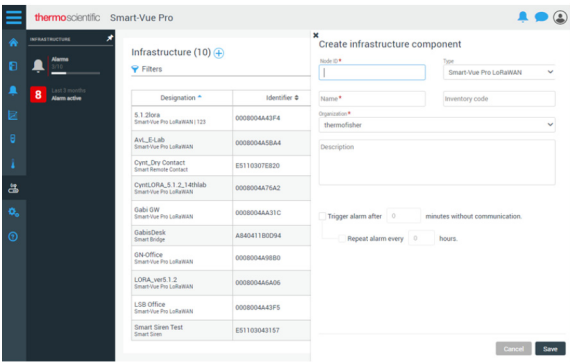 thermoscientific Smart-Vue Pro
INFRASTRUCTURE
Alarms
0/10
8
Last 3 months
Alarm active
Infrastructure (10)
Filters
Designation
Identifier
5.1.2lora
Smart-Vue Pro LoRaWAN | 123
0008004A43F4
AvL_E-Lab
Smart-Vue Pro LoRaWAN
0008004A5BA4
Cynt_Dry Contact
Smart Remote Contact
E5110307E820
CyntLORA_5.1.2_14thlab
Smart-Vue Pro LoRaWAN
0008004A76A2
Gabi GW
Smart-Vue Pro LoRaWAN
0008004AA31C
GabisDesk
Smart Bridge
A840411B0D94
GN-Office
Smart-Vue Pro LoRaWAN
0008004A98B0
LORA_ver5.1.2
Smart-Vue Pro LoRaWAN
0008004A6A06
LSB Office
Smart-Vue Pro LoRaWAN
0008004A43F5
Smart Siren Test
Smart Siren
E51103043157
Create infrastructure component
Node ID *
Type
Smart-Vue Pro LoRaWAN
Name *
Inventory code
Organization *
thermofisher
Description
Trigger alarm after 0 minutes without communication.
Repeat alarm every 0 hours.
Cancel Save